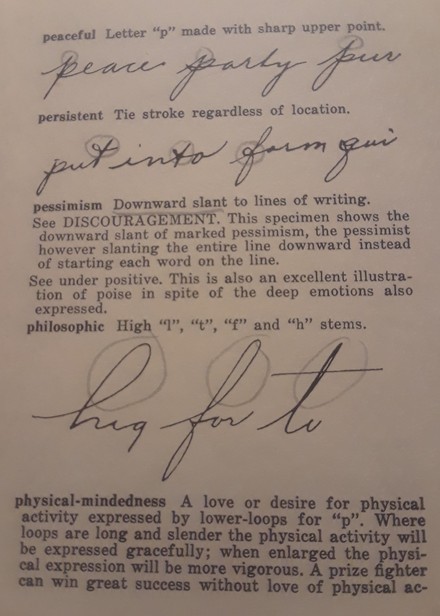 peaceful Letter “p” made with sharp upper point.
peace party pur
persistent Tie stroke regardless of location.
put into farm qui
pessimism Downward slant to lines of writing.
See DISCOURAGEMENT. This specimen shows the
downward slant of marked pessimism, the pessimist
however slanting the entire line downward instead
of starting each word on the line.
See under positive. This is also an excellent illustra-
tion of poise in spite of the deep emotions also
expressed.
philosophic High “l”, “t”, “f” and “h” stems.
hig for to
physical-mindedness A love or desire for physical
activity expressed by lower-loops for “p”. Where
loops are long and slender the physical activity will
be expressed gracefully; when enlarged the physi-
cal expression will be more vigorous. A prize fighter
can win great success without love of physical ac-